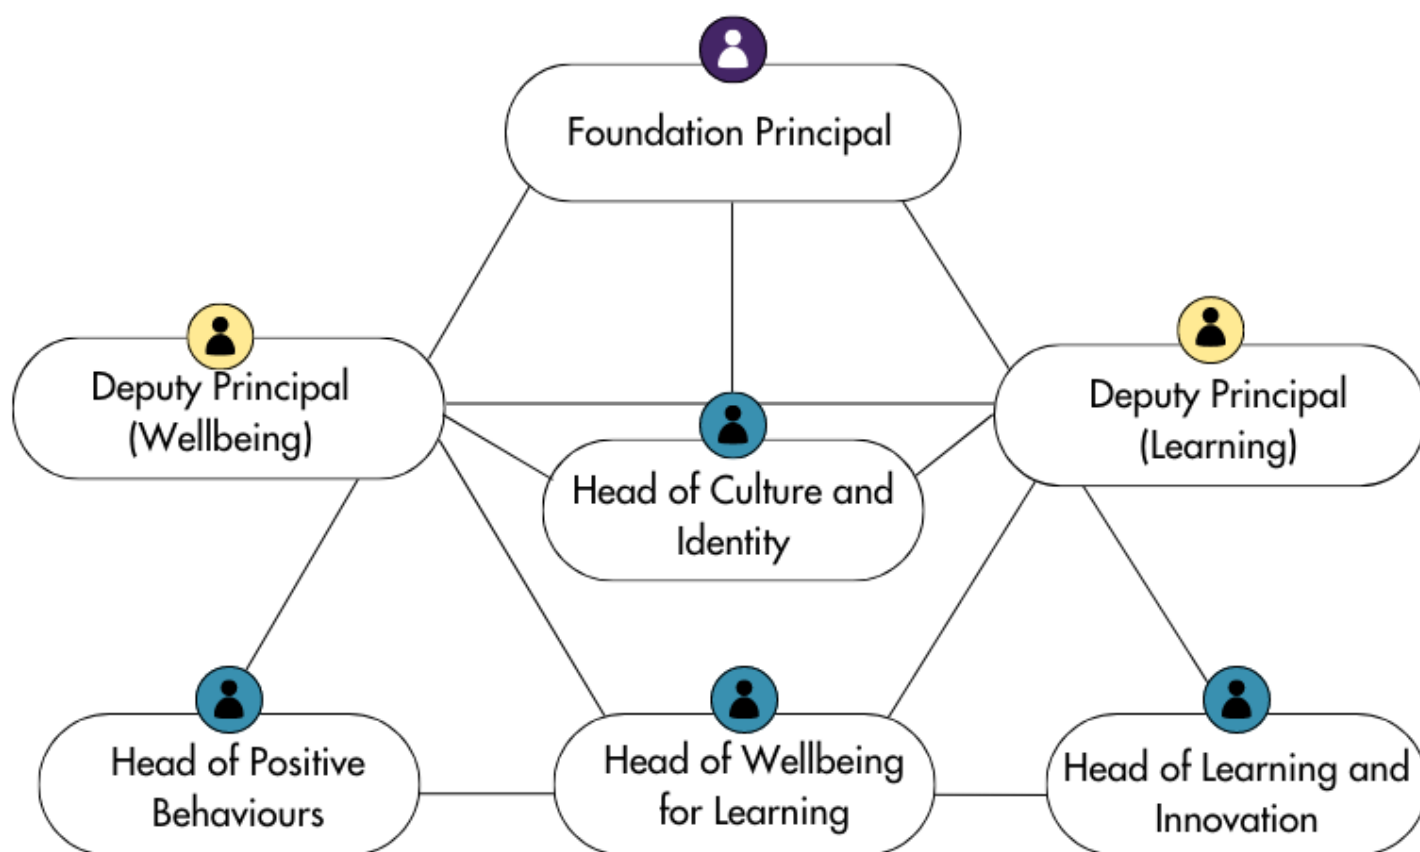 Foundation Principal
Deputy Principal
(Wellbeing)
Deputy Principal
(Learning)
Head of Culture and
Identity
Head of Positive
Behaviours
Head of Wellbeing
for Learning
Head of Learning and
Innovation